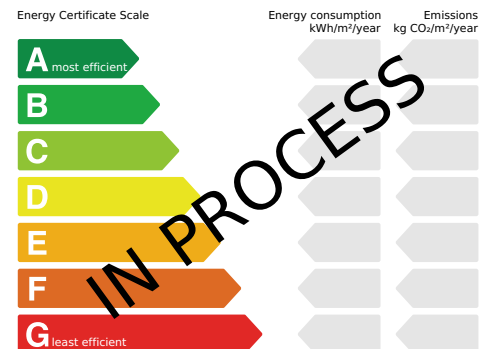 Energy Certificate Scale
Energy consumption
kWh/m²/year
Emissions
kg CO₂/m²/year
A most efficient
B
C
D
E
F
G least efficient
IN PROCESS